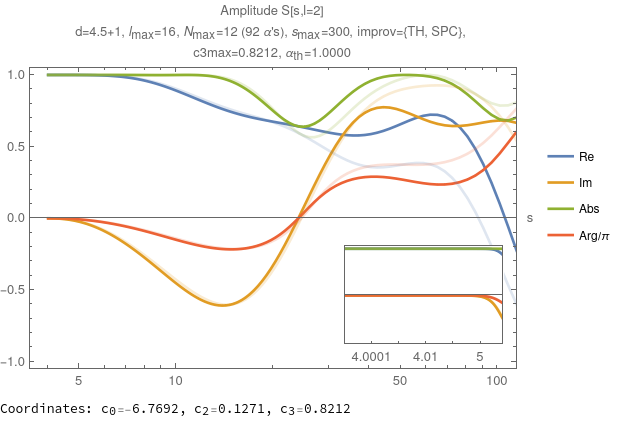 Amplitude S[s,l=2]
d=4.5+1, lmax=16, Nmax=12 (92 α's), smax=300, improv={TH, SPC},
c3max=0.8212, αth=1.0000
1.0
0.5
0.0
−0.5
−1.0
5
10
50
100
s
4.0001
4.01
5
Re
Im
Abs
Arg/π
Coordinates: c0=-6.7692, c2=0.1271, c3=0.8212